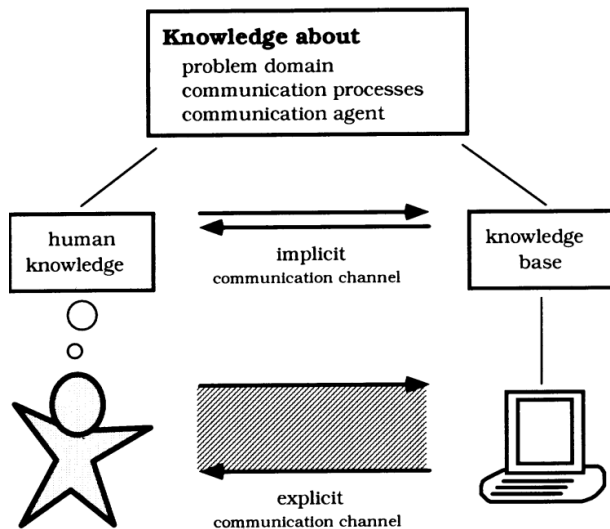 Knowledge about
problem domain
communication processes
communication agent
human
knowledge
implicit
communication channel
knowledge
base
explicit
communication channel